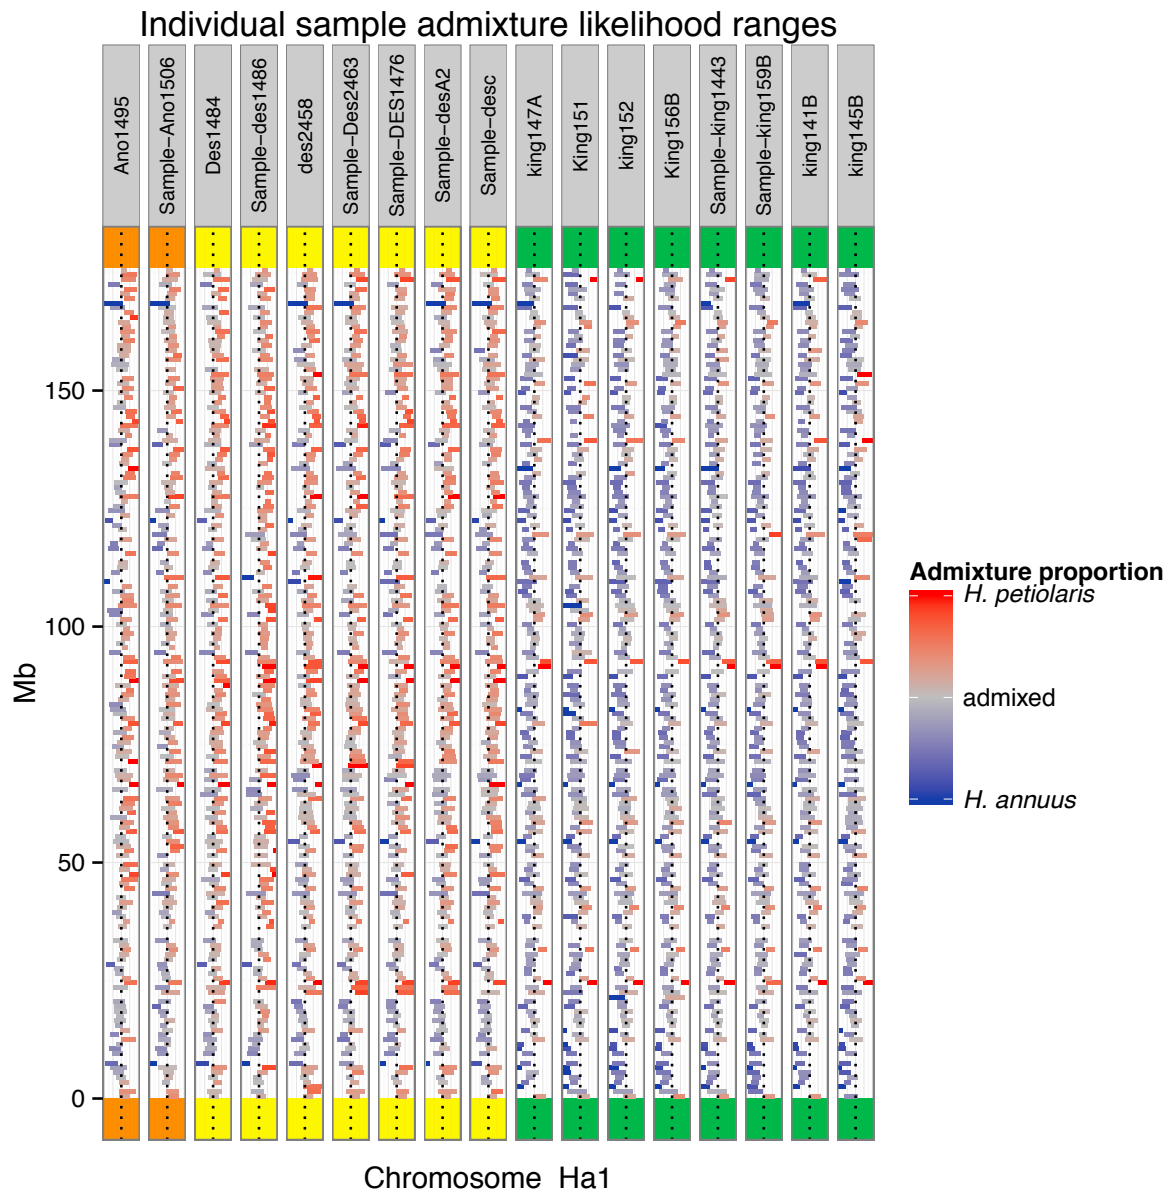 Individual sample admixture likelihood ranges
Ano1495
Sample−Ano1506
Des1484
Sample−des1486
des2458
Sample−Des2463
Sample−DES1476
Sample−desA2
Sample−desc
king147A
King151
king152
King156B
Sample−king1443
Sample−king159B
king141B
king145B
150
100
50
0
Mb
Chromosome Ha1
Admixture proportion
H. petiolaris
admixed
H. annuus